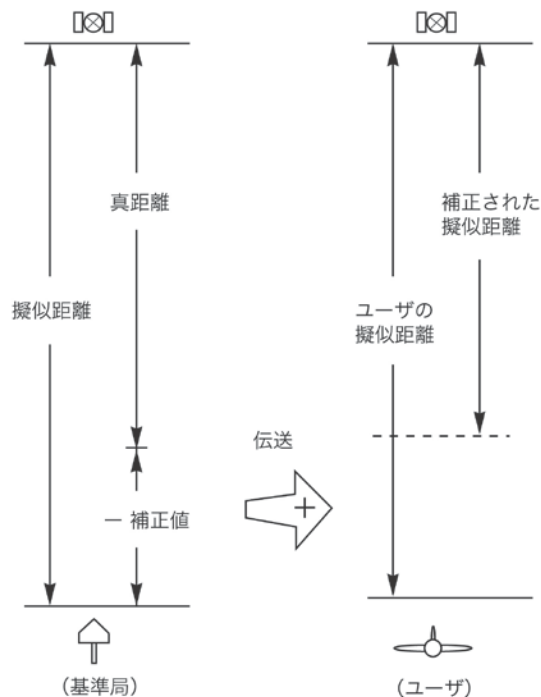 真距離
擬似距離
− 補正値
(基準局)
伝送
+
補正された
擬似距離
ユーザの
擬似距離
(ユーザ)